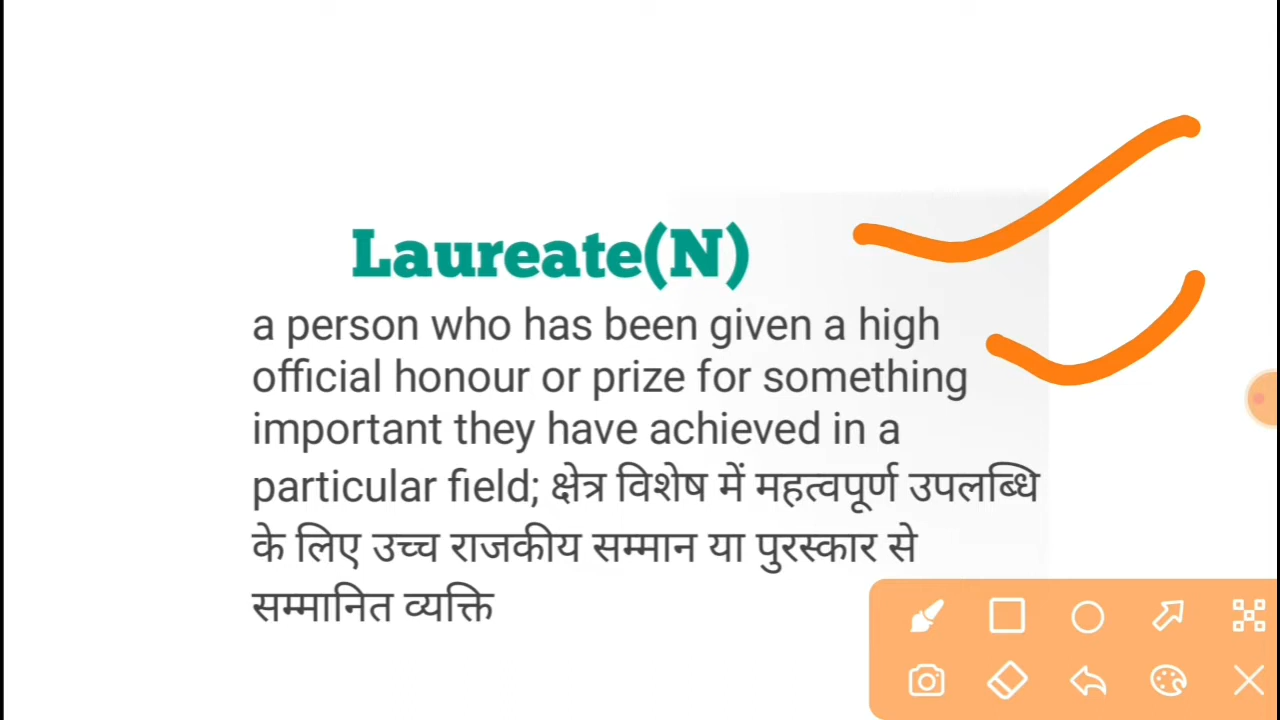 Laureate(N)
a person who has been given a high
official honour or prize for something
important they have achieved in a
particular field; क्षेत्र विशेष में महत्वपूर्ण उपलब्धि
के लिए उच्च राजकीय सम्मान या पुरस्कार से
सम्मानित व्यक्ति